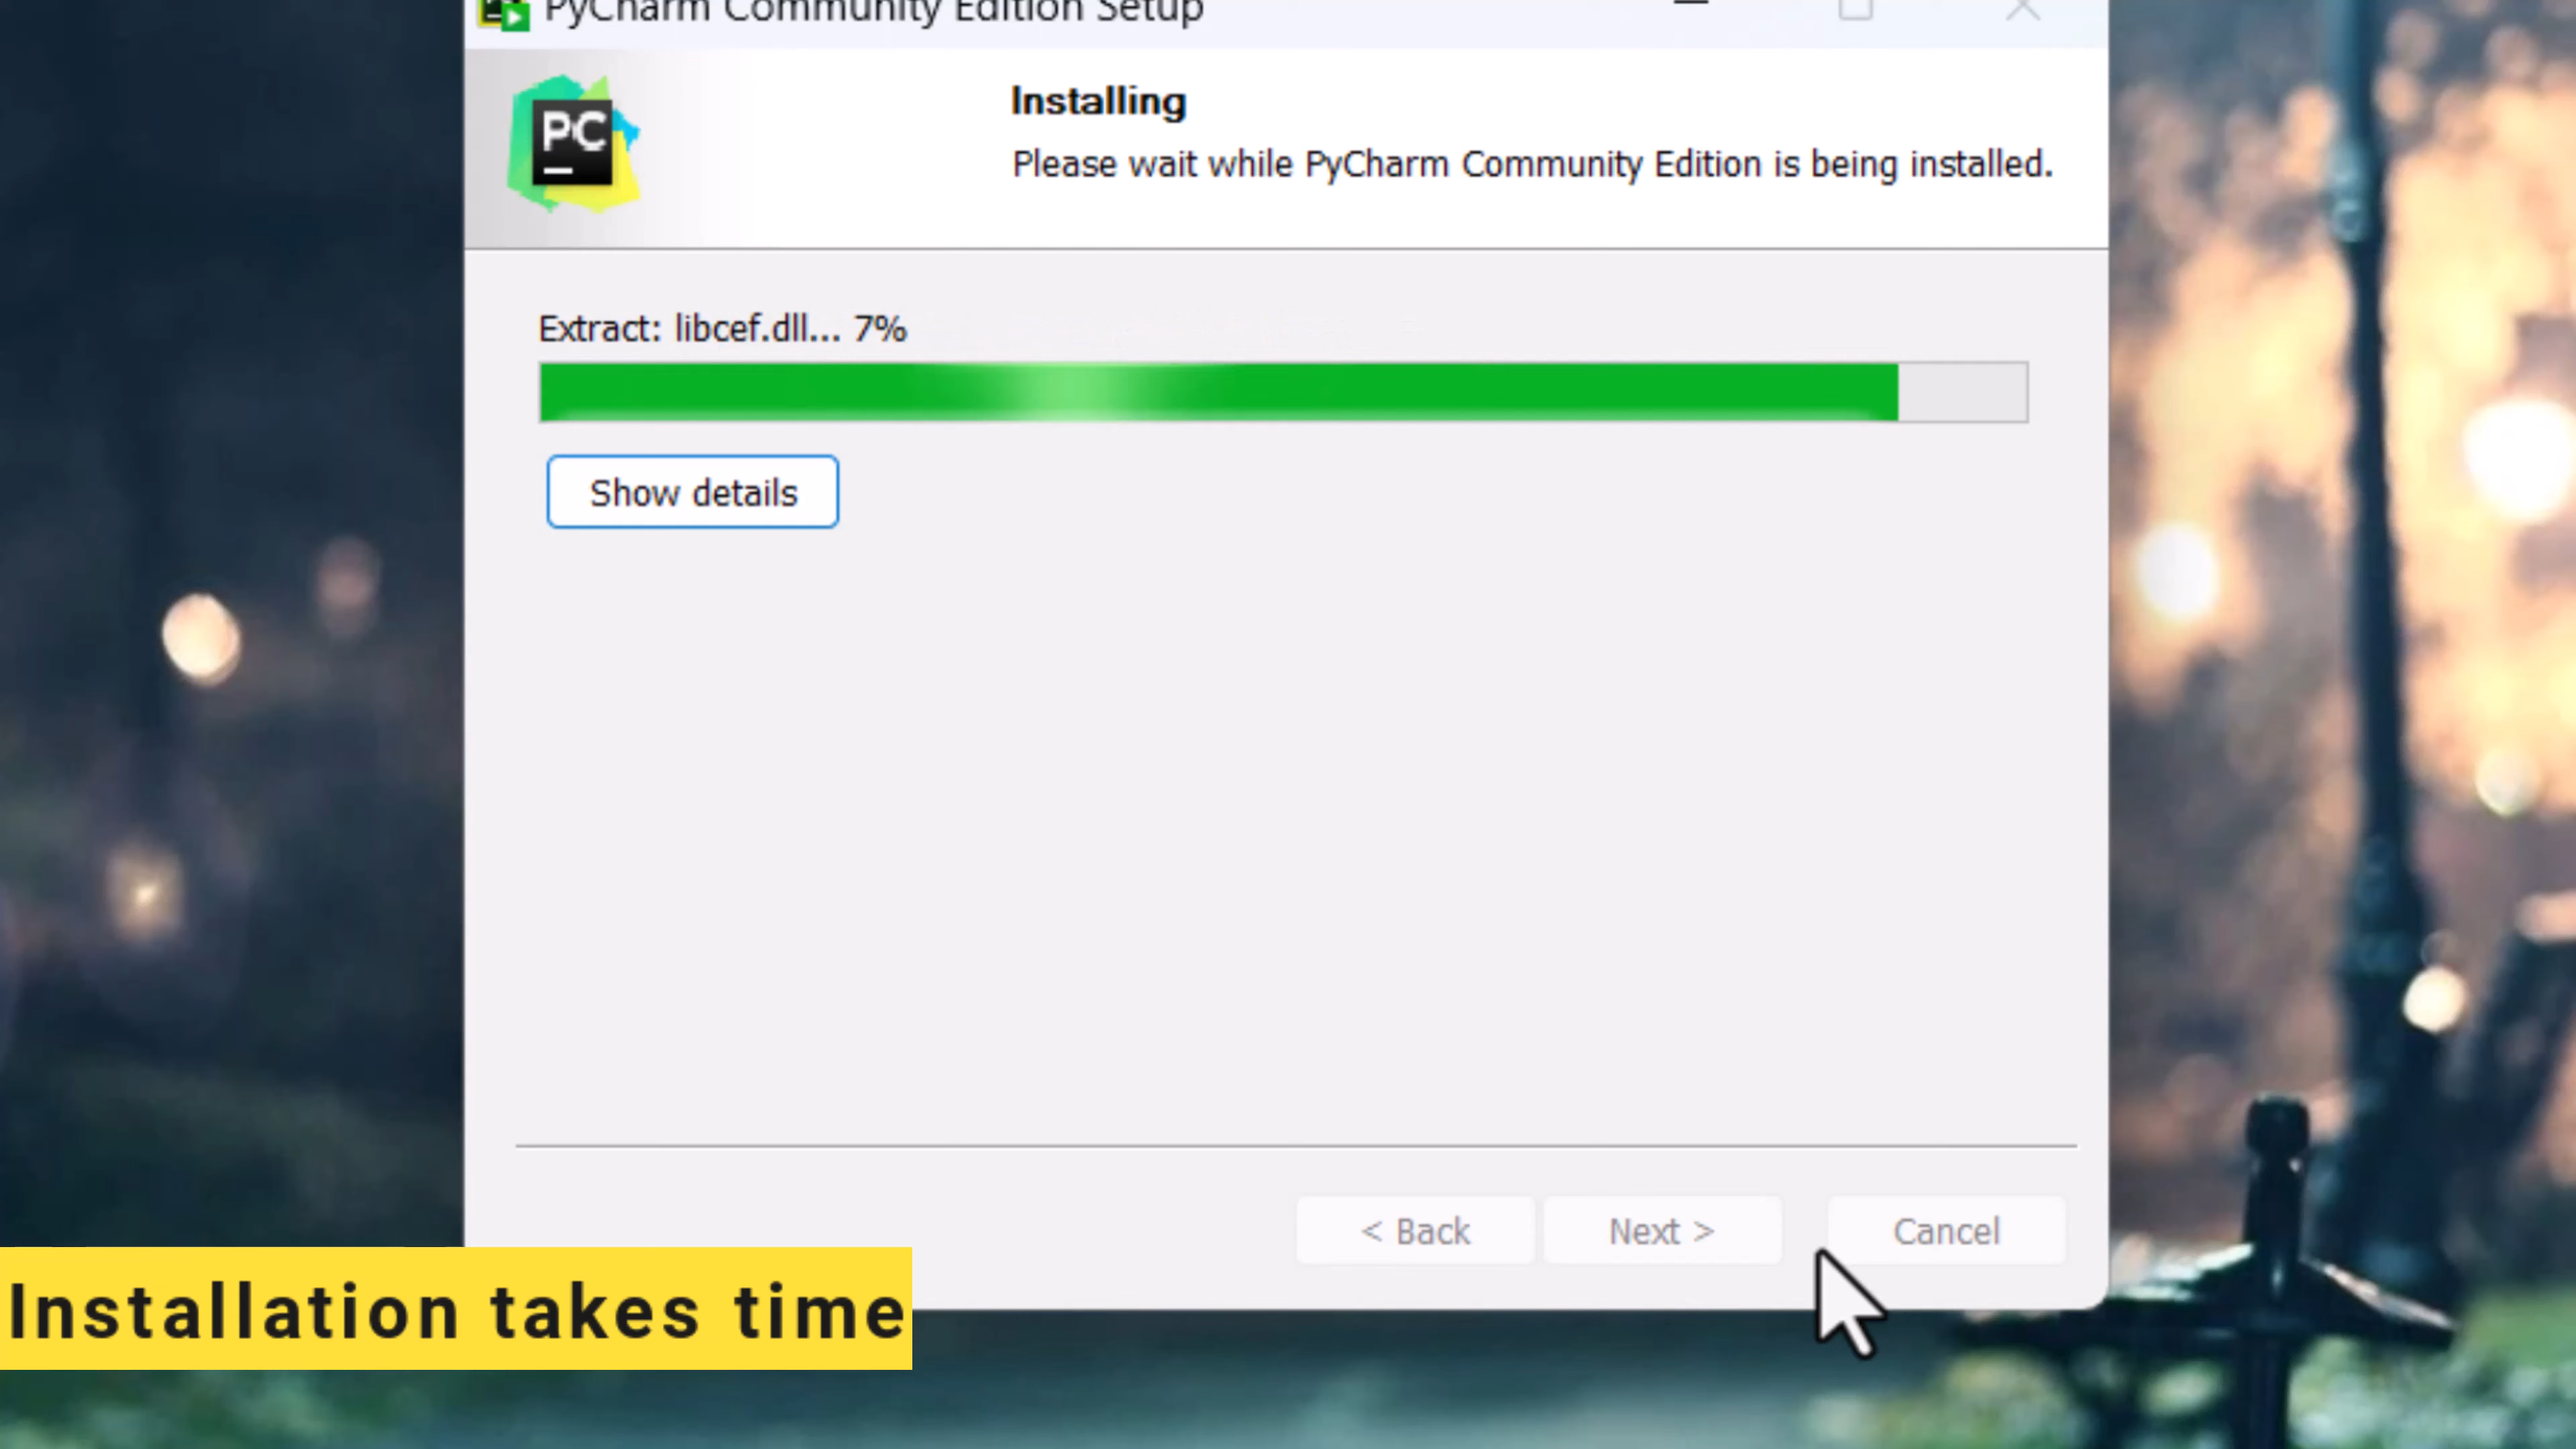 PyCharm Community Edition Setup
PC
Installing
Please wait while PyCharm Community Edition is being installed.
Extract: libcef.dll... 7%
Show details
< Back
Next >
Cancel
Installation takes time